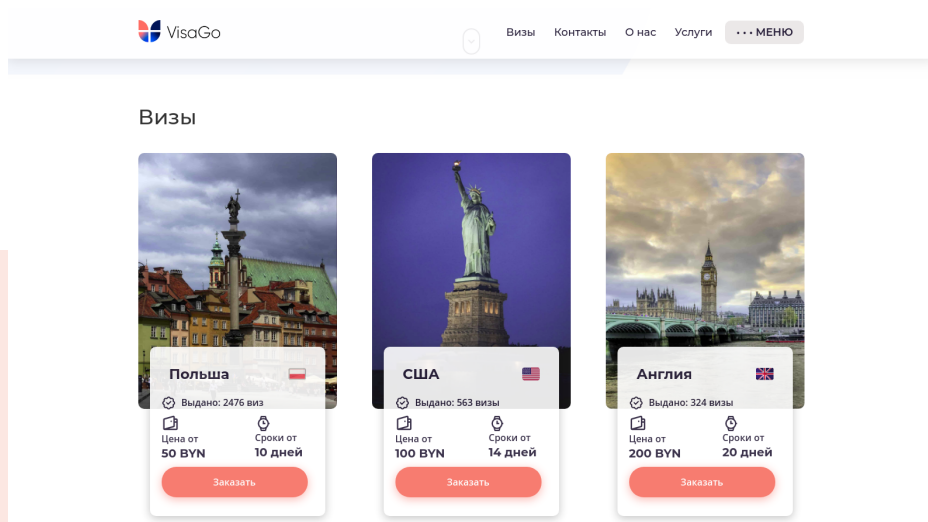 VisaGo
Визы Контакты О нас Услуги ••• МЕНЮ
Визы
Польша
Выдано: 2476 виз
Цена от
50 BYN
Сроки от
10 дней
Заказать
США
Выдано: 563 визы
Цена от
100 BYN
Сроки от
14 дней
Заказать
Англия
Выдано: 324 визы
Цена от
200 BYN
Сроки от
20 дней
Заказать